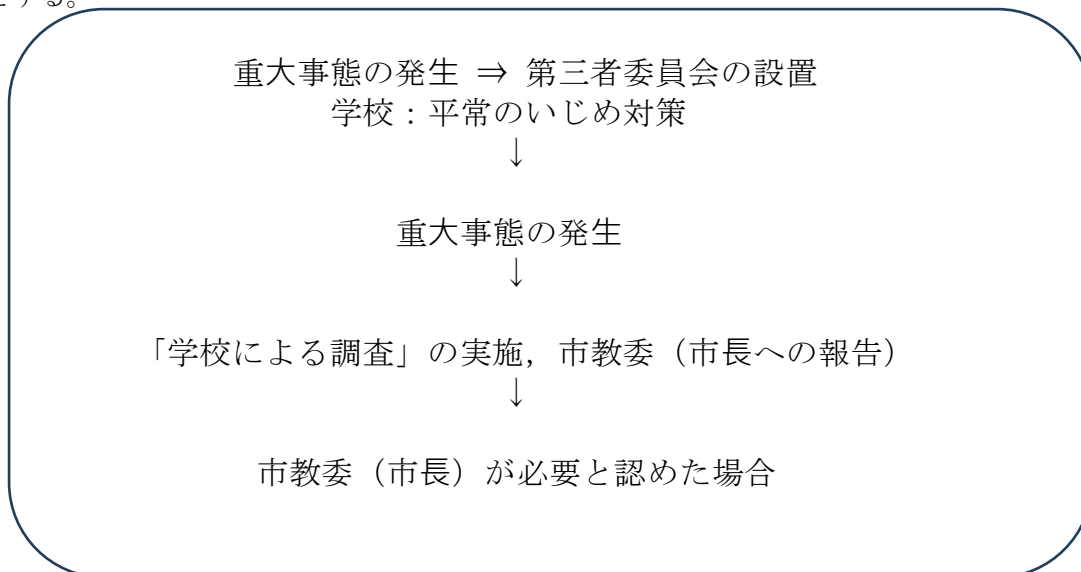 とする。
重大事態の発生 ⇒ 第三者委員会の設置
学校：平常のいじめ対策
↓
重大事態の発生
↓
「学校による調査」の実施，市教委（市長への報告）
↓
市教委（市長）が必要と認めた場合